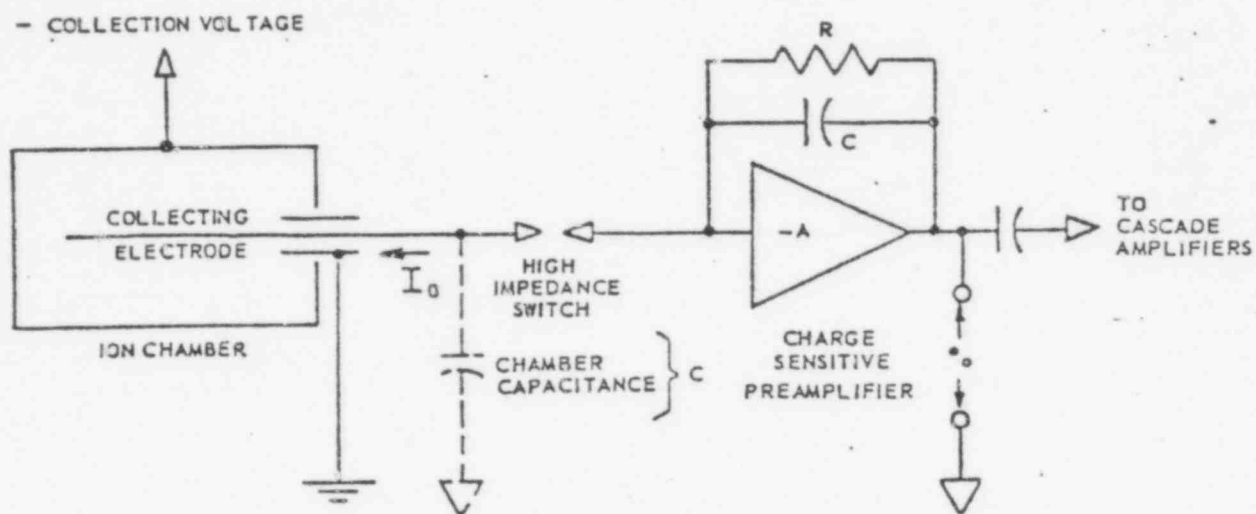 - COLLECTION VOLTAGE
R
C
COLLECTING
ELECTRODE
I₀
ION CHAMBER
HIGH
IMPEDANCE
SWITCH
CHAMBER
CAPACITANCE
C
-A
CHARGE
SENSITIVE
PREAMPLIFIER
TO
CASCADE
AMPLIFIERS